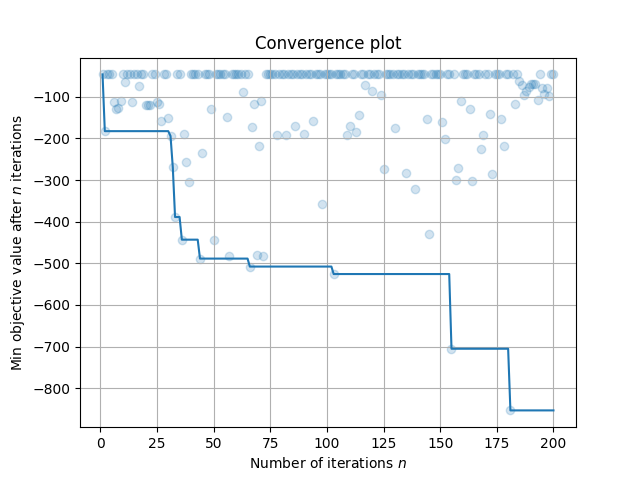 Convergence plot
Min objective value after n iterations
−100
−200
−300
−400
−500
−600
−700
−800
0 25 50 75 100 125 150 175 200
Number of iterations n